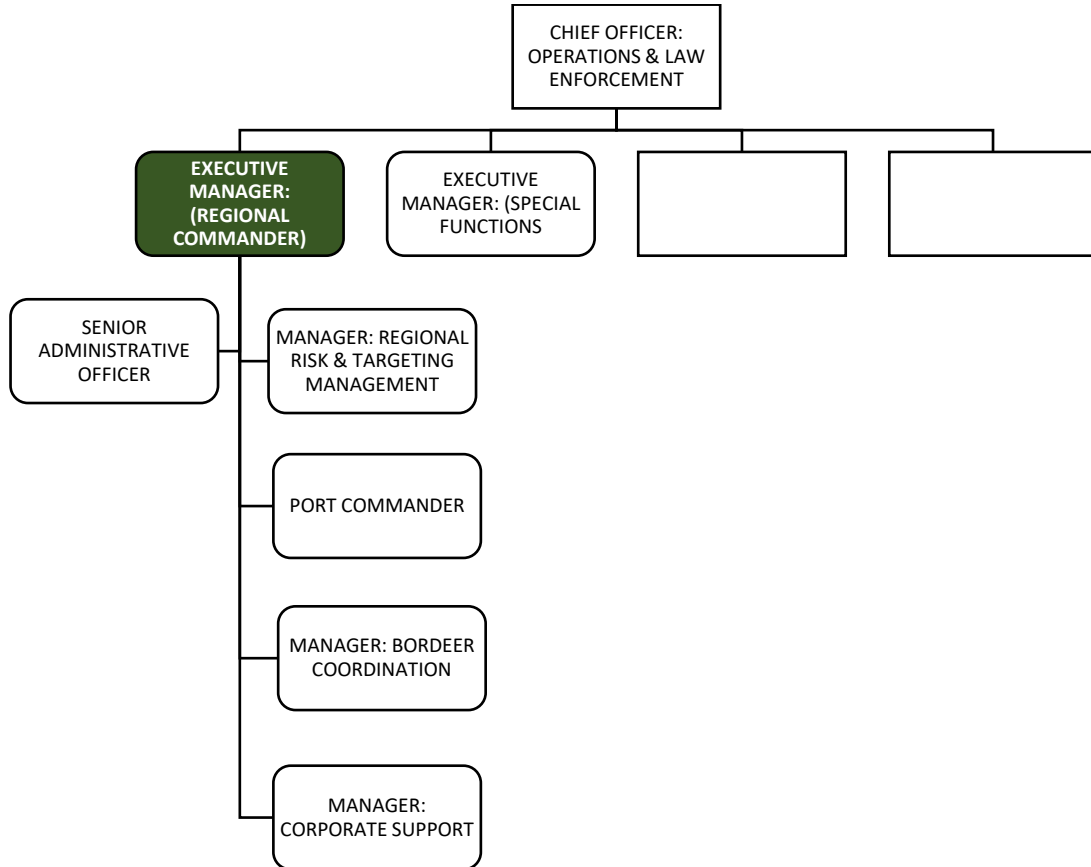 CHIEF OFFICER:
OPERATIONS & LAW
ENFORCEMENT
EXECUTIVE
MANAGER:
(REGIONAL
COMMANDER)
EXECUTIVE
MANAGER: (SPECIAL
FUNCTIONS
SENIOR
ADMINISTRATIVE
OFFICER
MANAGER: REGIONAL
RISK & TARGETING
MANAGEMENT
PORT COMMANDER
MANAGER: BORDEER
COORDINATION
MANAGER:
CORPORATE SUPPORT